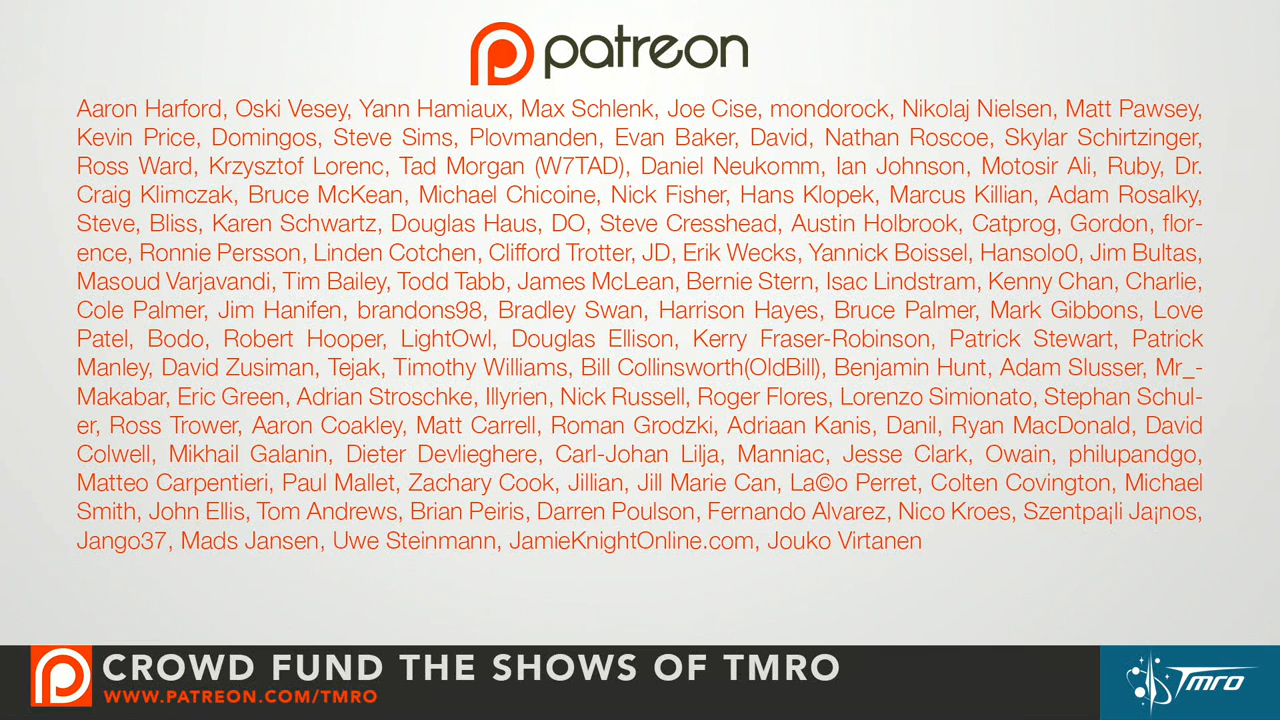 patreon
Aaron Harford, Oski Vesey, Yann Hamiaux, Max Schlenk, Joe Cise, mondorock, Nikolaj Nielsen, Matt Pawsey,
Kevin Price, Domingos, Steve Sims, Plovmanden, Evan Baker, David, Nathan Roscoe, Skylar Schirtzinger,
Ross Ward, Krzysztof Lorenc, Tad Morgan (W7TAD), Daniel Neukomm, Ian Johnson, Motosir Ali, Ruby, Dr.
Craig Klimczak, Bruce McKean, Michael Chicoine, Nick Fisher, Hans Klopek, Marcus Killian, Adam Rosalky,
Steve, Bliss, Karen Schwartz, Douglas Haus, DO, Steve Cresshead, Austin Holbrook, Catprog, Gordon, flor-
ence, Ronnie Persson, Linden Cotchen, Clifford Trotter, JD, Erik Wecks, Yannick Boissel, Hansolo0, Jim Bultas,
Masoud Varjavandi, Tim Bailey, Todd Tabb, James McLean, Bernie Stern, Isac Lindstram, Kenny Chan, Charlie,
Cole Palmer, Jim Hanifen, brandons98, Bradley Swan, Harrison Hayes, Bruce Palmer, Mark Gibbons, Love
Patel, Bodo, Robert Hooper, LightOwl, Douglas Ellison, Kerry Fraser-Robinson, Patrick Stewart, Patrick
Manley, David Zusiman, Tejak, Timothy Williams, Bill Collinsworth(OldBill), Benjamin Hunt, Adam Slusser, Mr_-
Makabar, Eric Green, Adrian Stroschke, Illyrien, Nick Russell, Roger Flores, Lorenzo Simionato, Stephan Schul-
er, Ross Trower, Aaron Coakley, Matt Carrell, Roman Grodzki, Adriaan Kanis, Danil, Ryan MacDonald, David
Colwell, Mikhail Galanin, Dieter Devlieghere, Carl-Johan Lilja, Manniac, Jesse Clark, Owain, philupandgo,
Matteo Carpentieri, Paul Mallet, Zachary Cook, Jillian, Jill Marie Can, La©o Perret, Colten Covington, Michael
Smith, John Ellis, Tom Andrews, Brian Peiris, Darren Poulson, Fernando Alvarez, Nico Kroes, Szentpa¡li Ja¡nos,
Jango37, Mads Jansen, Uwe Steinmann, JamieKnightOnline.com, Jouko Virtanen
CROWD FUND THE SHOWS OF TMRO
WWW.PATREON.COM/TMRO
Tmro